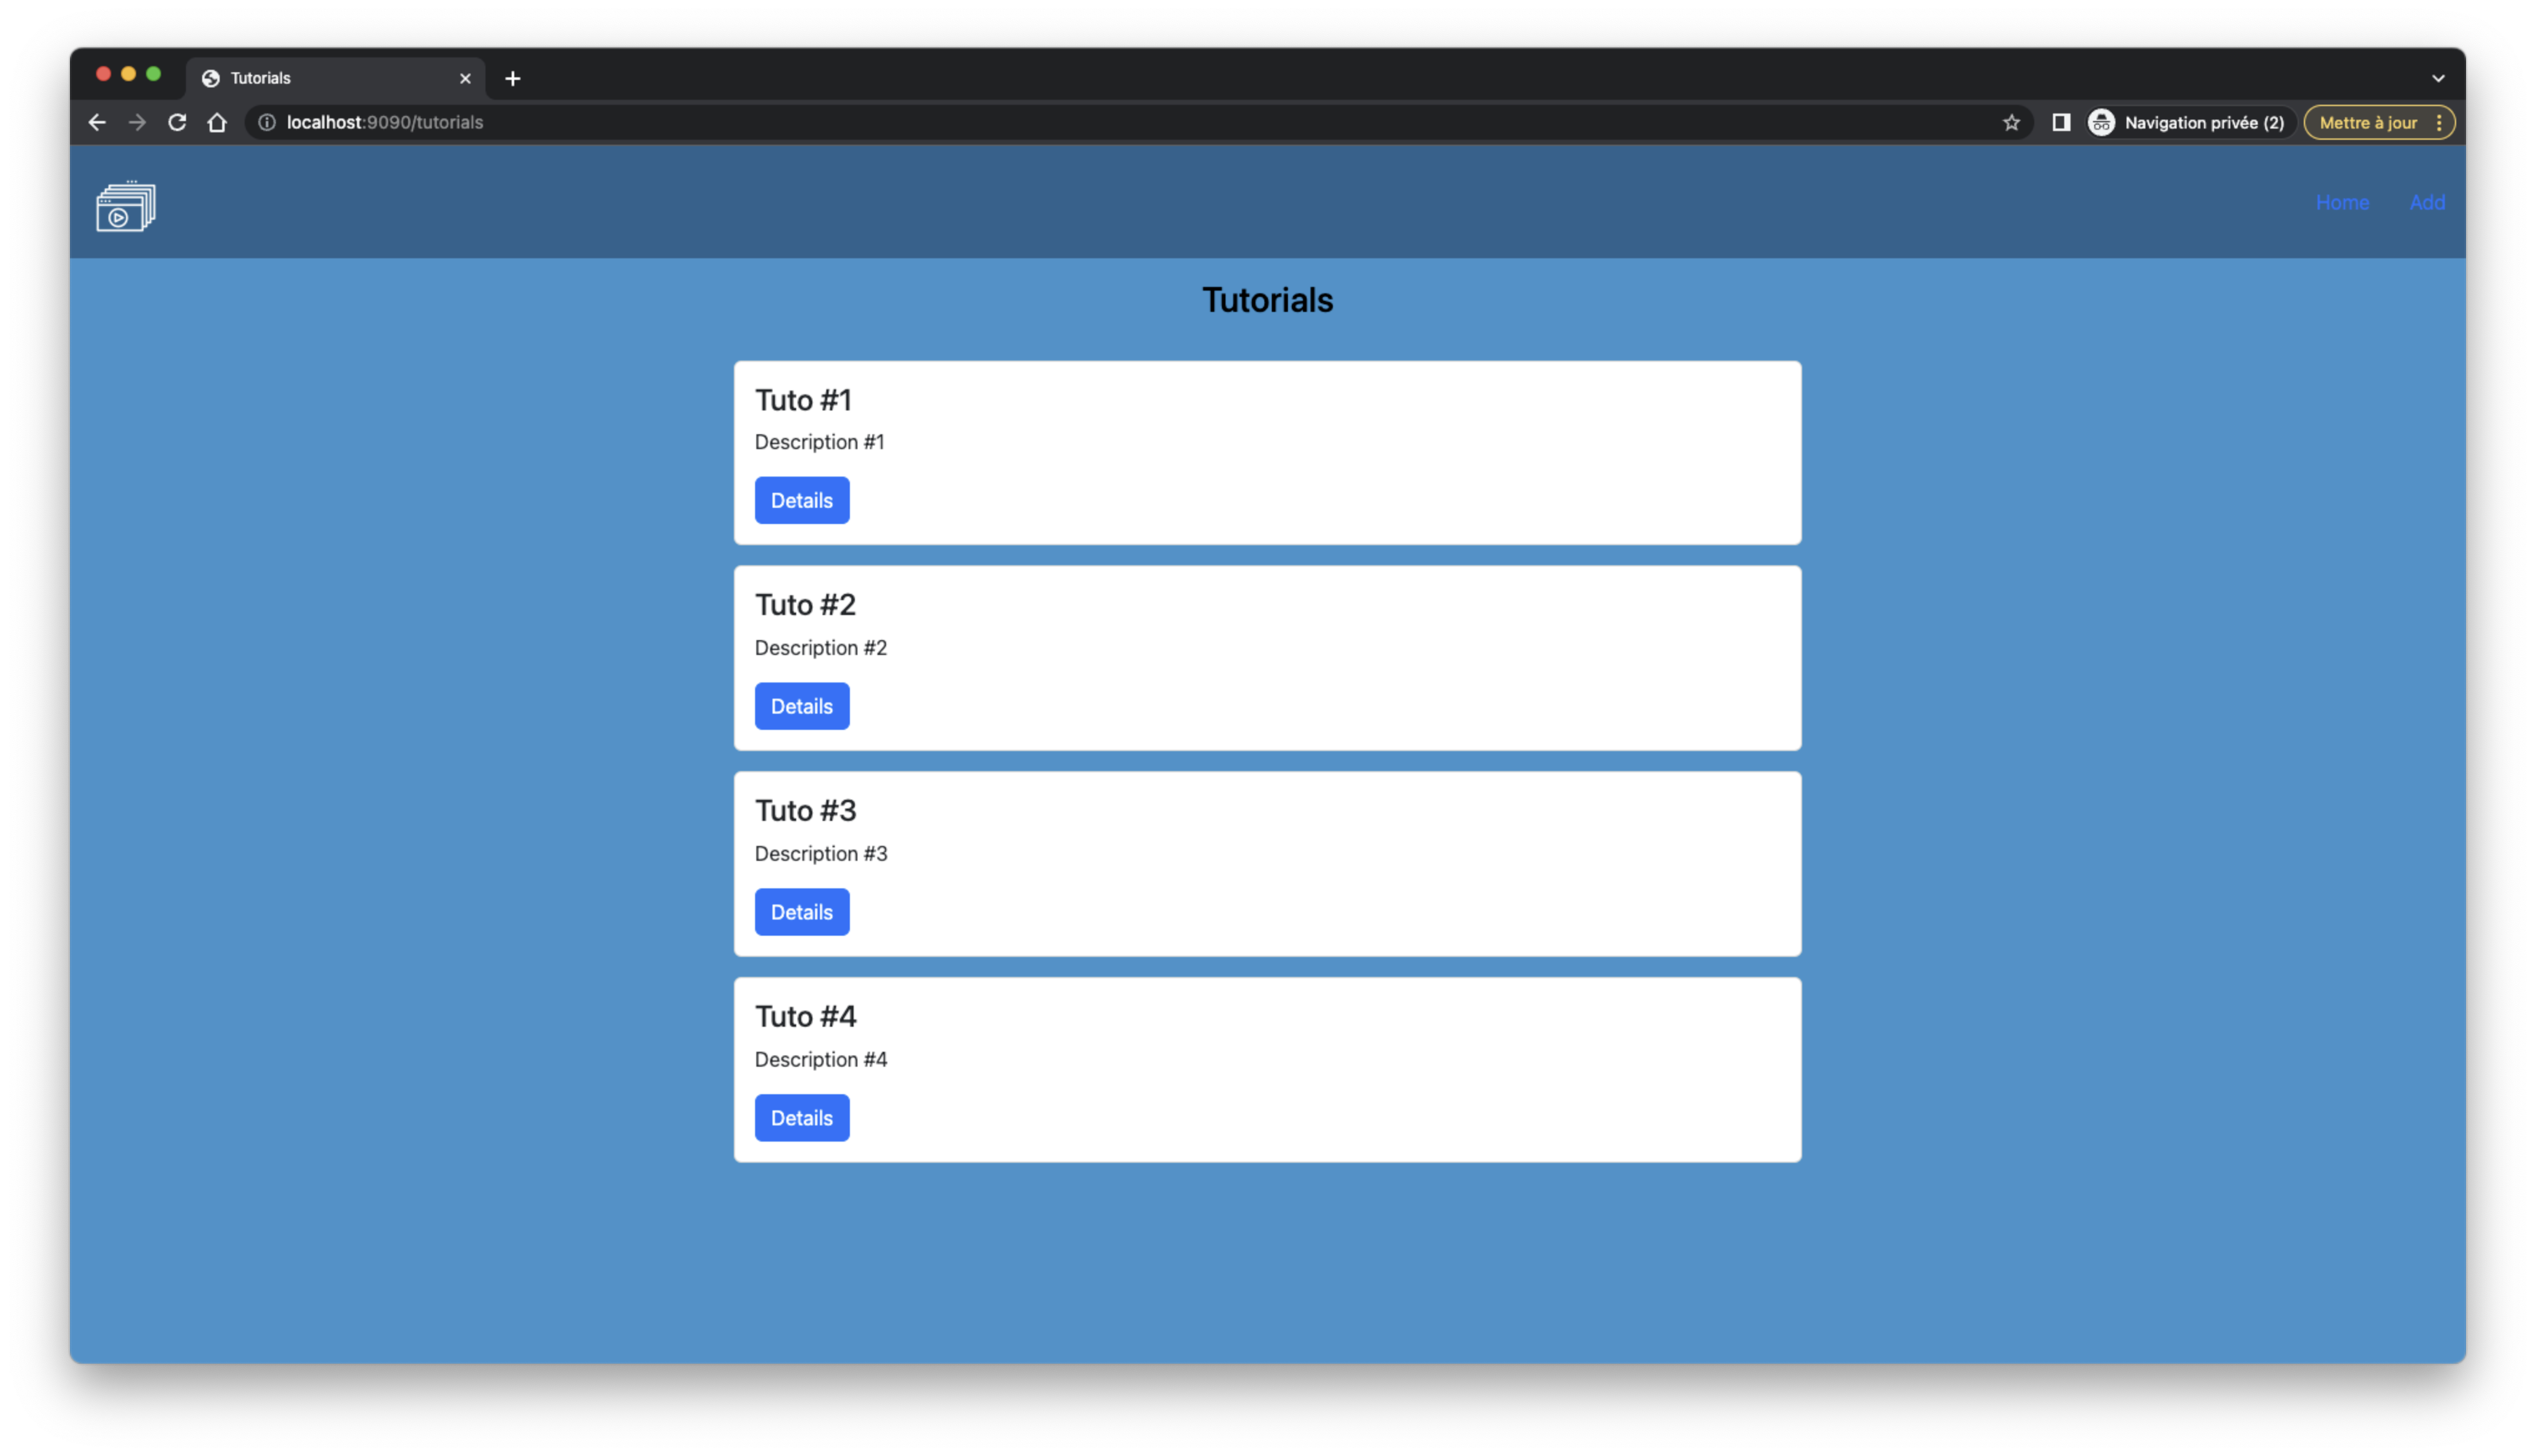 Tutorials
localhost:9090/tutorials
Navigation privée (2)
Mettre à jour
Home
Add
Tutorials
Tuto #1
Description #1
Details
Tuto #2
Description #2
Details
Tuto #3
Description #3
Details
Tuto #4
Description #4
Details